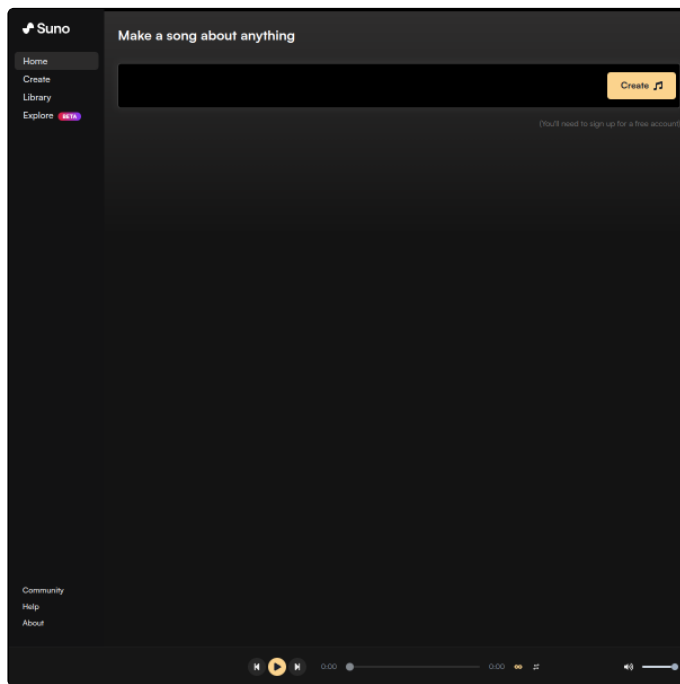 Suno
Make a song about anything
Home
Create
Library
Explore BETA
Create
(You'll need to sign up for a free account)
Community
Help
About
0:00
0:00